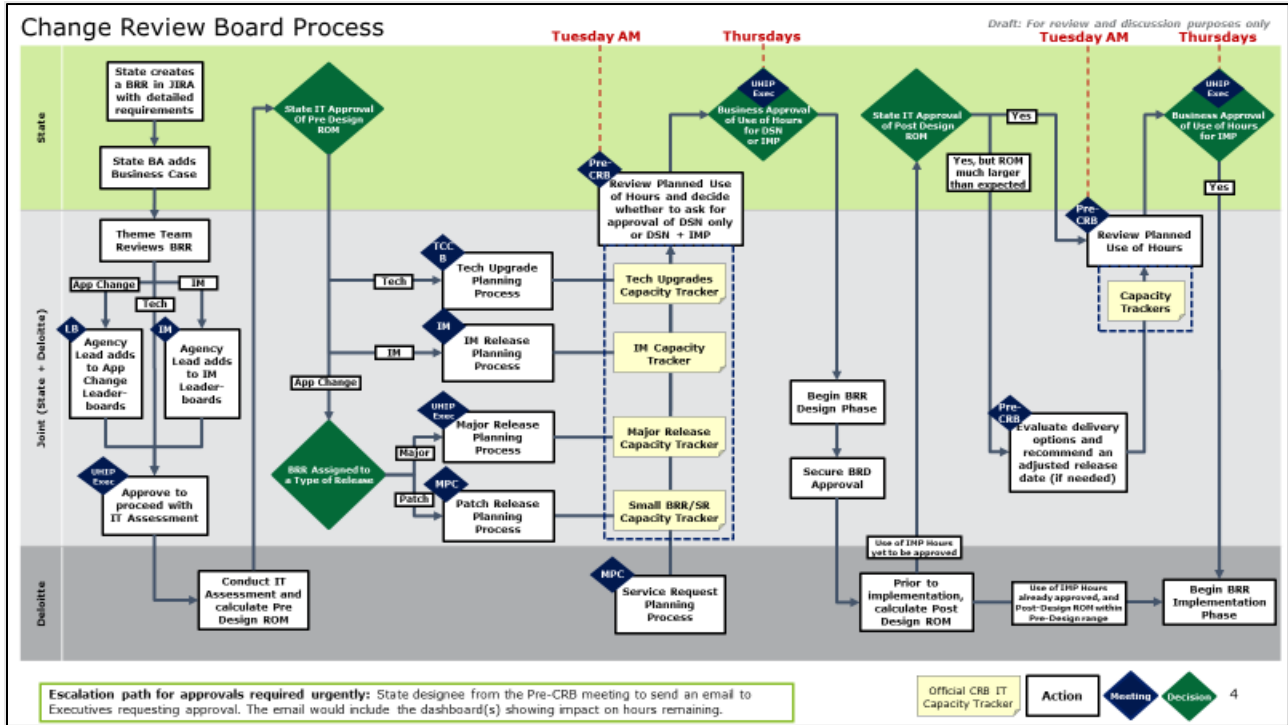 Change Review Board Process
Draft: For review and discussion purposes only
Tuesday AM
Thursdays
Tuesday AM
Thursdays
State
State creates
a BRR in JIRA
with detailed
requirements
State BA adds
Business Case
State IT Approval
Of Pre Design
ROM
Pre-
CRB
Review Planned Use
of Hours and decide
whether to ask for
approval of DSN only
or DSN + IMP
UHIP
Exec
Business Approval
of Use of Hours
for DSN
or IMP
State IT Approval
of Post Design
ROM
Yes
Yes, but ROM
much larger
than expected
UHIP
Exec
Business Approval
of Use of Hours
for IMP
Yes
Joint (State + Deloitte)
Theme Team
Reviews BRR
App Change
IM
Tech
LB
Agency
Lead adds
to App
Change
Leader-
boards
IM
Agency
Lead adds
to IM
Leader-
boards
UHIP
Exec
Approve to
proceed with
IT Assessment
Tech
IM
App Change
BRR Assigned to
a Type of Release
Major
Patch
TCC
B
Tech Upgrade
Planning
Process
IM
IM Release
Planning
Process
UHIP
Exec
Major Release
Planning
Process
MPC
Patch Release
Planning
Process
Tech Upgrades
Capacity Tracker
IM Capacity
Tracker
Major Release
Capacity Tracker
Small BRR/SR
Capacity Tracker
Begin BRR
Design Phase
Secure BRD
Approval
Pre-
CRB
Review Planned
Use of Hours
Capacity
Trackers
Pre-
CRB
Evaluate delivery
options and
recommend an
adjusted release
date (if needed)
Use of IMP Hours
yet to be approved
Deloitte
Conduct IT
Assessment and
calculate Pre
Design ROM
MPC
Service Request
Planning
Process
Prior to
implementation,
calculate Post
Design ROM
Use of IMP Hours
already approved, and
Post-Design ROM within
Pre-Design range
Begin BRR
Implementation
Phase
Escalation path for approvals required urgently: State designee from the Pre-CRB meeting to send an email to
Executives requesting approval. The email would include the dashboard(s) showing impact on hours remaining.
Official CRB IT
Capacity Tracker
Action
Meeting
Decision
4